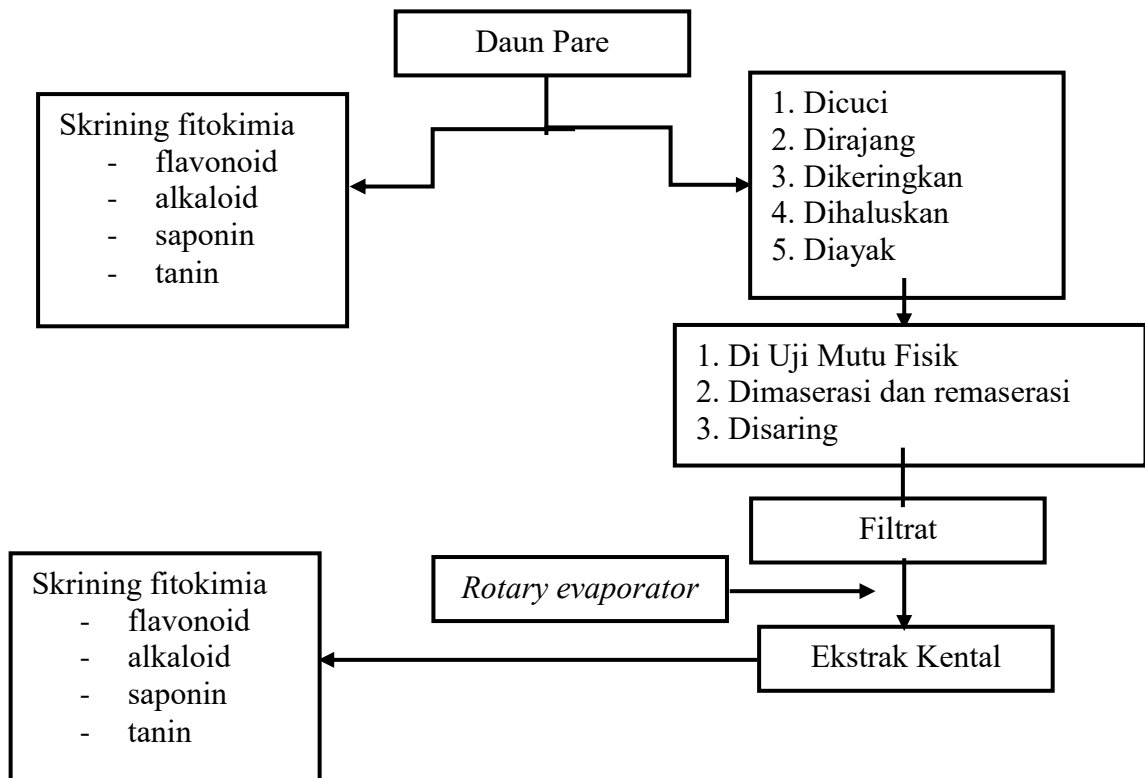 Daun Pare
Skrining fitokimia
- flavonoid
- alkaloid
- saponin
- tanin
1. Dicuci
2. Dirajang
3. Dikeringkan
4. Dihaluskan
5. Diayak
1. Di Uji Mutu Fisik
2. Dimaserasi dan remaserasi
3. Disaring
Filtrat
Rotary evaporator
Ekstrak Kental
Skrining fitokimia
- flavonoid
- alkaloid
- saponin
- tanin